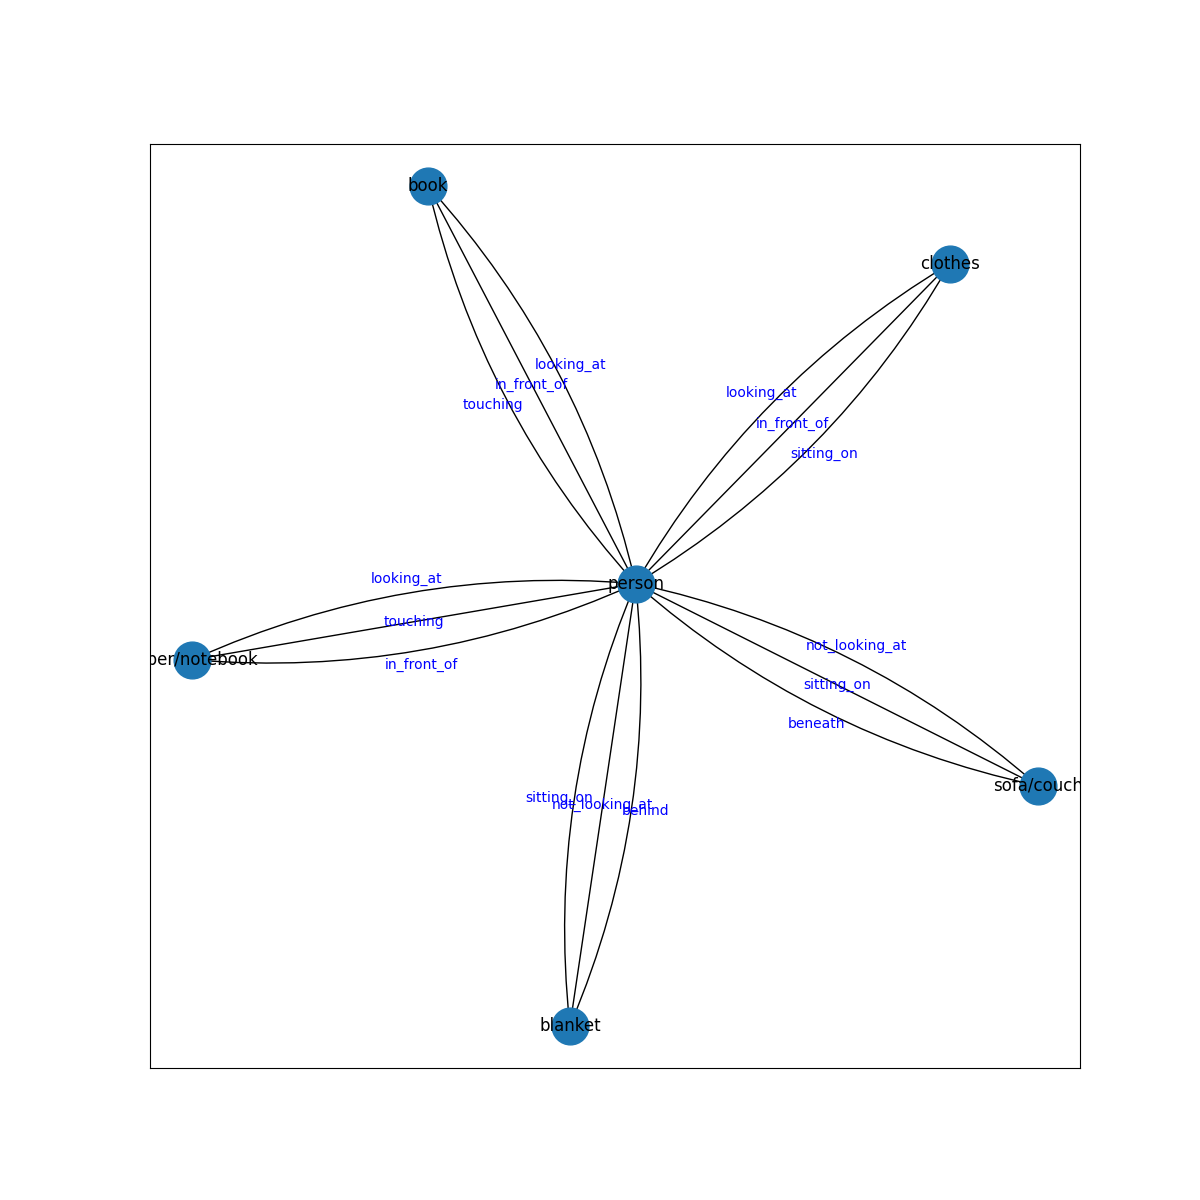 book
clothes
looking_at
in_front_of
touching
looking_at
in_front_of
sitting_on
person
looking_at
touching
in_front_of
per/notebook
not_looking_at
sitting_on
beneath
sofa/couch
sitting_on
not_looking_at
behind
blanket